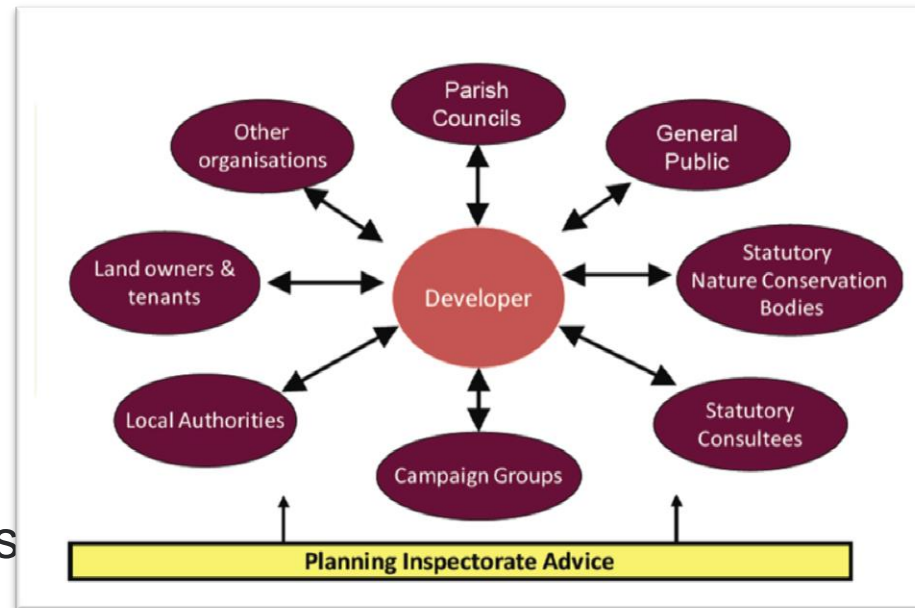 Parish
Councils
Other
organisations
General
Public
Land owners &
tenants
Developer
Statutory
Nature Conservation
Bodies
Local Authorities
Statutory
Consultees
Campaign Groups
s
Planning Inspectorate Advice